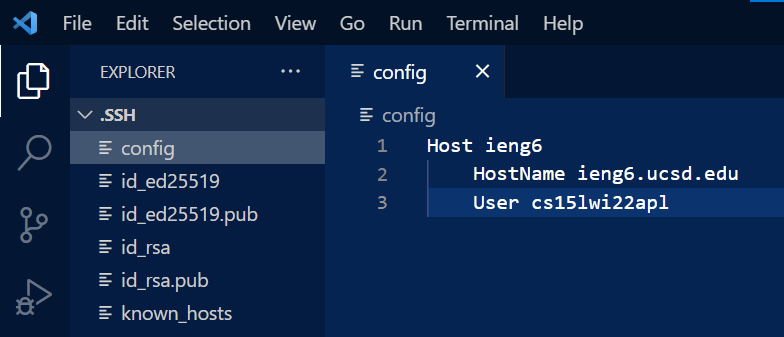 File Edit Selection View Go Run Terminal Help
EXPLORER ···
.SSH
config
id_ed25519
id_ed25519.pub
id_rsa
id_rsa.pub
known_hosts
config
config
1 Host ieng6
2 HostName ieng6.ucsd.edu
3 User cs15lwi22apl